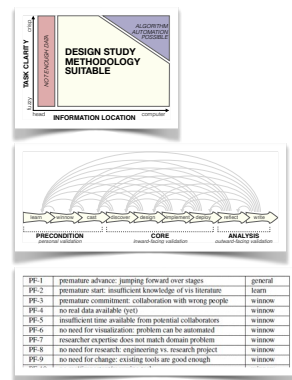 crisp
TASK CLARITY
fuzzy
NOT ENOUGH DATA
ALGORITHM
AUTOMATION
POSSIBLE
DESIGN STUDY
METHODOLOGY
SUITABLE
head INFORMATION LOCATION computer
learn winnow cast discover design implement deploy reflect write
PRECONDITION CORE ANALYSIS
personal validation inward-facing validation outward-facing validation
PF-1 premature advance: jumping forward over stages general
PF-2 premature start: insufficient knowledge of vis literature learn
PF-3 premature commitment: collaboration with wrong people winnow
PF-4 no real data available (yet) winnow
PF-5 insufficient time available from potential collaborators winnow
PF-6 no need for visualization: problem can be automated winnow
PF-7 researcher expertise does not match domain problem winnow
PF-8 no need for research: engineering vs. research project winnow
PF-9 no need for change: existing tools are good enough winnow